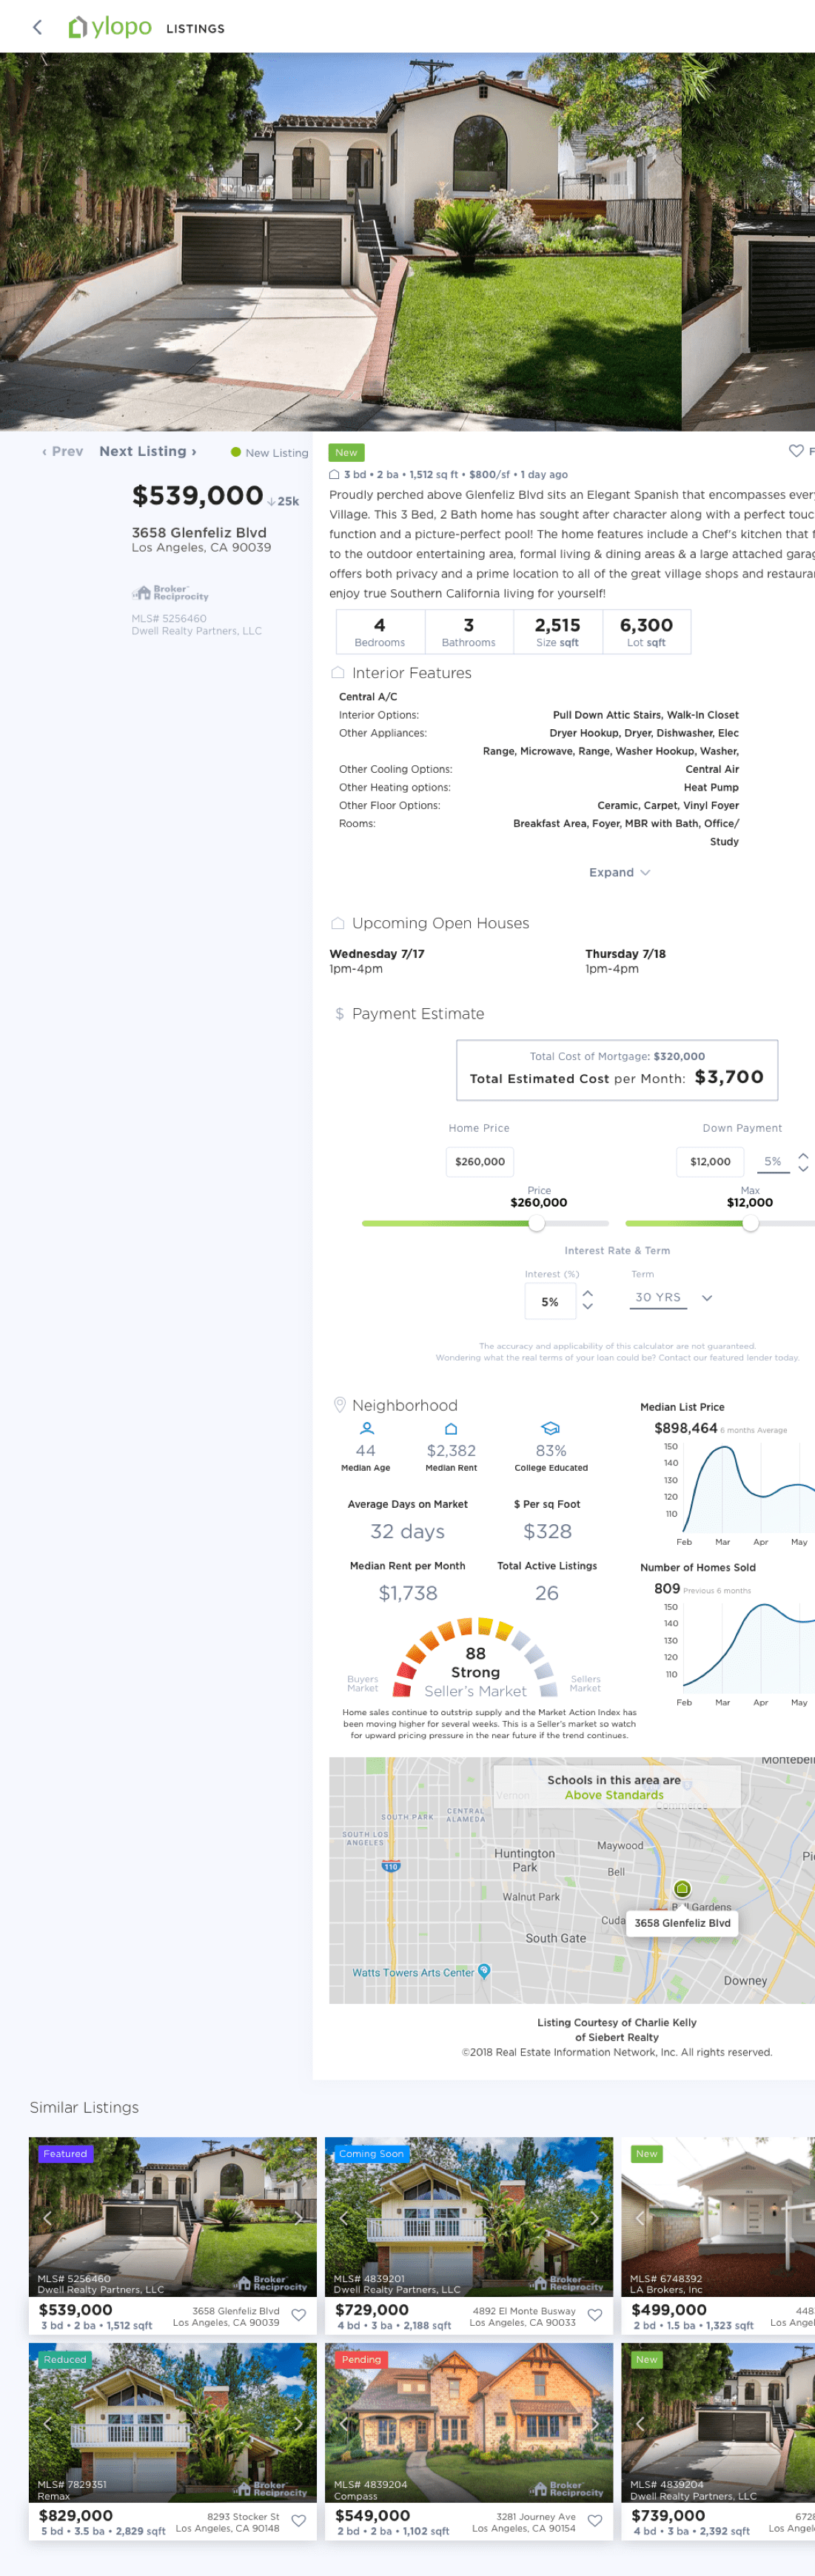 ylopo LISTINGS
‹ Prev Next Listing › New Listing
$539,000 ↓25k
3658 Glenfeliz Blvd
Los Angeles, CA 90039
Broker Reciprocity
MLS# 5256460
Dwell Realty Partners, LLC
New
F
3 bd • 2 ba • 1,512 sq ft • $800/sf • 1 day ago
Proudly perched above Glenfeliz Blvd sits an Elegant Spanish that encompasses ever
Village. This 3 Bed, 2 Bath home has sought after character along with a perfect touc
function and a picture-perfect pool! The home features include a Chef's kitchen that f
to the outdoor entertaining area, formal living & dining areas & a large attached garag
offers both privacy and a prime location to all of the great village shops and restaurar
enjoy true Southern California living for yourself!
4 3 2,515 6,300
Bedrooms Bathrooms Size sqft Lot sqft
Interior Features
Central A/C
Interior Options: Pull Down Attic Stairs, Walk-In Closet
Other Appliances: Dryer Hookup, Dryer, Dishwasher, Elec
Range, Microwave, Range, Washer Hookup, Washer,
Other Cooling Options: Central Air
Other Heating options: Heat Pump
Other Floor Options: Ceramic, Carpet, Vinyl Foyer
Rooms: Breakfast Area, Foyer, MBR with Bath, Office/
Study
Expand
Upcoming Open Houses
Wednesday 7/17 Thursday 7/18
1pm-4pm 1pm-4pm
$ Payment Estimate
Total Cost of Mortgage: $320,000
Total Estimated Cost per Month: $3,700
Home Price Down Payment
$260,000 $12,000 5%
Price Max
$260,000 $12,000
Interest Rate & Term
Interest (%) Term
5% 30 YRS
The accuracy and applicability of this calculator are not guaranteed.
Wondering what the real terms of your loan could be? Contact our featured lender today.
Neighborhood
44 $2,382 83%
Median Age Median Rent College Educated
Average Days on Market $ Per sq Foot
32 days $328
Median Rent per Month Total Active Listings
$1,738 26
88
Strong
Seller's Market
Buyers Market
Sellers Market
Home sales continue to outstrip supply and the Market Action Index has
been moving higher for several weeks. This is a Seller's market so watch
for upward pricing pressure in the near future if the trend continues.
Median List Price
$898,464 6 months Average
150
140
130
120
110
Feb Mar Apr May
Number of Homes Sold
809 Previous 6 months
150
140
130
120
110
Feb Mar Apr May
Schools in this area are
Above Standards
Montebell
Vernon
Commerce
SOUTH PARK
CENTRAL
ALAMEDA
SOUTH LOS
ANGELES
110
Huntington
Park
Maywood
Bell
Pic
Walnut Park
Bell Gardens
Cuda
3658 Glenfeliz Blvd
South Gate
Watts Towers Arts Center
Downey
Listing Courtesy of Charlie Kelly
of Siebert Realty
©2018 Real Estate Information Network, Inc. All rights reserved.
Similar Listings
Featured
MLS# 5256460
Dwell Realty Partners, LLC
Broker Reciprocity
$539,000 3658 Glenfeliz Blvd
3 bd • 2 ba • 1,512 sqft Los Angeles, CA 90039
Coming Soon
MLS# 4839201
Dwell Realty Partners, LLC
Broker Reciprocity
$729,000 4892 El Monte Busway
4 bd • 3 ba • 2,188 sqft Los Angeles, CA 90033
New
MLS# 6748392
LA Brokers, Inc
$499,000 448
2 bd • 1.5 ba • 1,323 sqft Los Angel
Reduced
MLS# 7829351
Remax
Broker Reciprocity
$829,000 8293 Stocker St
5 bd • 3.5 ba • 2,829 sqft Los Angeles, CA 90148
Pending
MLS# 4839204
Compass
Broker Reciprocity
$549,000 3281 Journey Ave
2 bd • 2 ba • 1,102 sqft Los Angeles, CA 90154
New
MLS# 4839204
Dwell Realty Partners, LLC
$739,000 6728
4 bd • 3 ba • 2,392 sqft Los Angel